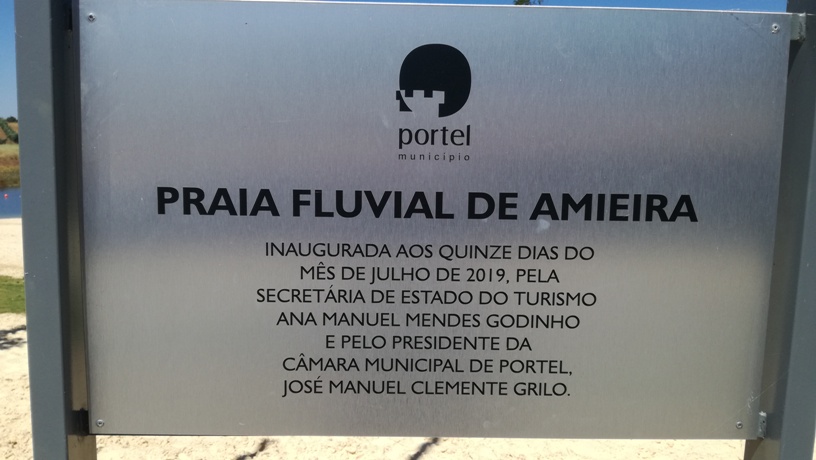 portel
município
PRAIA FLUVIAL DE AMIEIRA
INAUGURADA AOS QUINZE DIAS DO
MÊS DE JULHO DE 2019, PELA
SECRETÁRIA DE ESTADO DO TURISMO
ANA MANUEL MENDES GODINHO
E PELO PRESIDENTE DA
CÂMARA MUNICIPAL DE PORTEL,
JOSÉ MANUEL CLEMENTE GRILO.